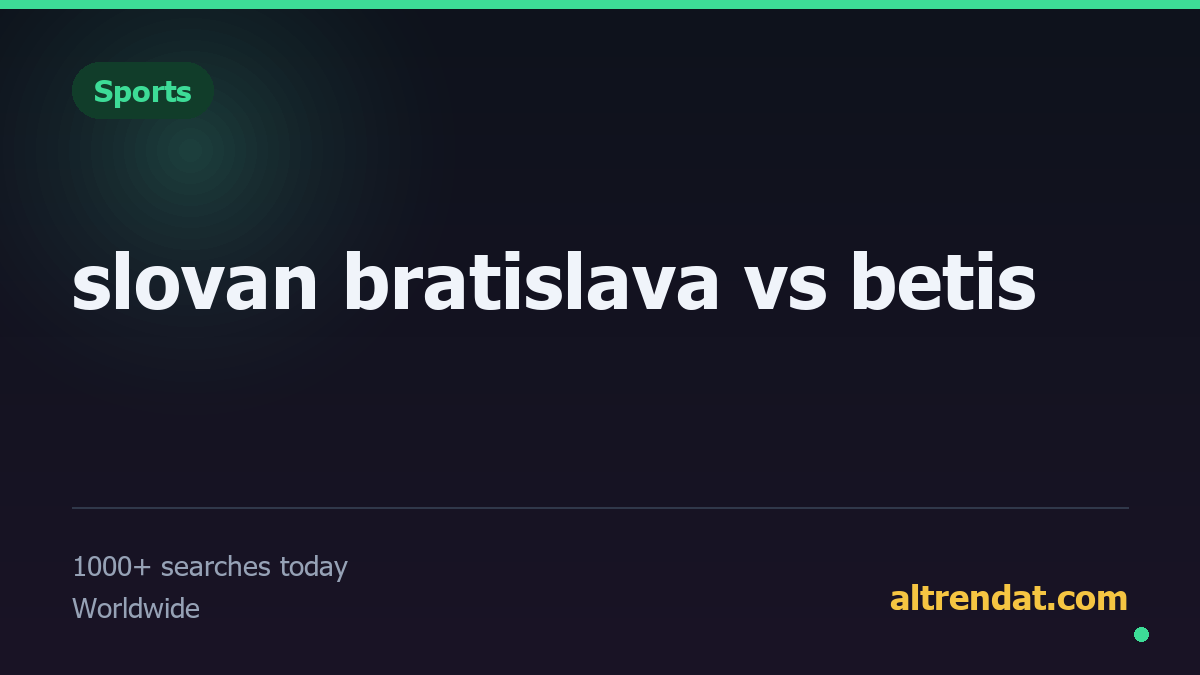 Sports
slovan bratislava vs betis
1000+ searches today
Worldwide
altrendat.com